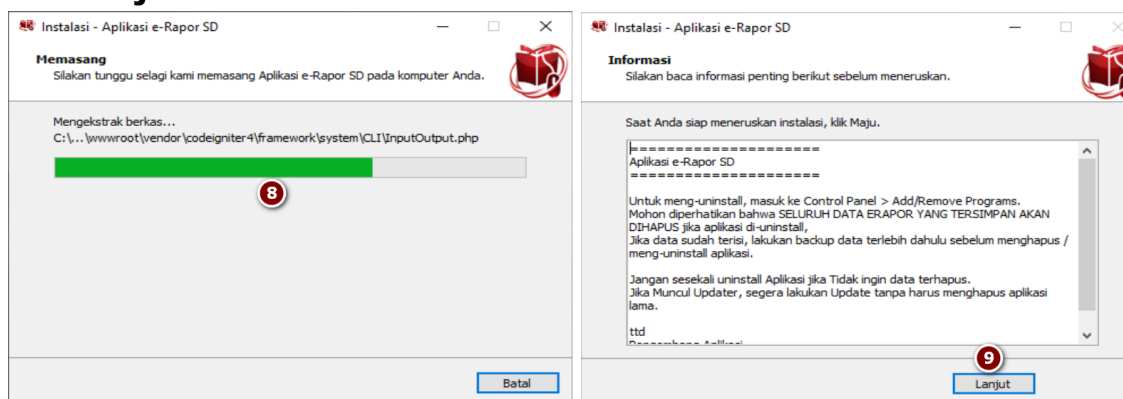 Instalasi - Aplikasi e-Rapor SD
Memasang
Silakan tunggu selagi kami memasang Aplikasi e-Rapor SD pada komputer Anda.
Mengekstrak berkas...
C:\...\wwwroot\vendor\codeigniter4\framework\system\CLI\InputOutput.php
8
Batal
Instalasi - Aplikasi e-Rapor SD
Informasi
Silakan baca informasi penting berikut sebelum meneruskan.
Saat Anda siap meneruskan instalasi, klik Maju.
=====================
Aplikasi e-Rapor SD
=====================
Untuk meng-uninstall, masuk ke Control Panel > Add/Remove Programs.
Mohon diperhatikan bahwa SELURUH DATA ERAPOR YANG TERSIMPAN AKAN
DIHAPUS jika aplikasi di-uninstall,
Jika data sudah terisi, lakukan backup data terlebih dahulu sebelum menghapus /
meng-uninstall aplikasi.
Jangan sesekali uninstall Aplikasi jika Tidak ingin data terhapus.
Jika Muncul Updater, segera lakukan Update tanpa harus menghapus aplikasi
lama.
ttd
9
Lanjut